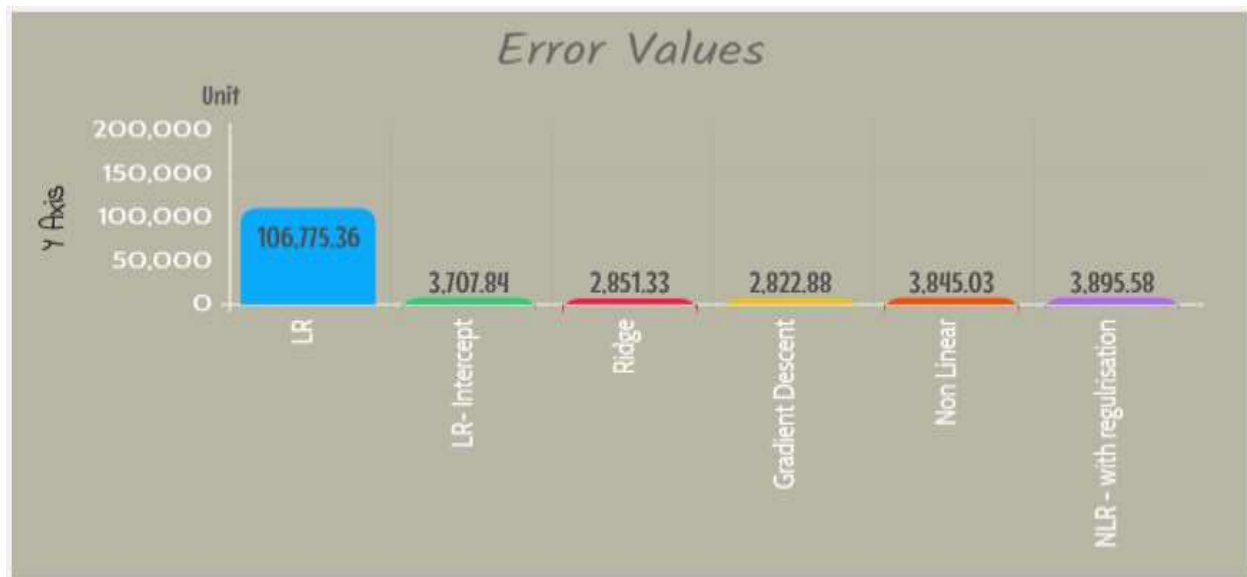 Error Values
Unit
200,000
150,000
100,000
50,000
0
Y Axis
106,775.36
3,707.84
2,851.33
2,822.88
3,845.03
3,895.58
LR
LR- Intercept
Ridge
Gradient Descent
Non Linear
NLR - with regulrisation